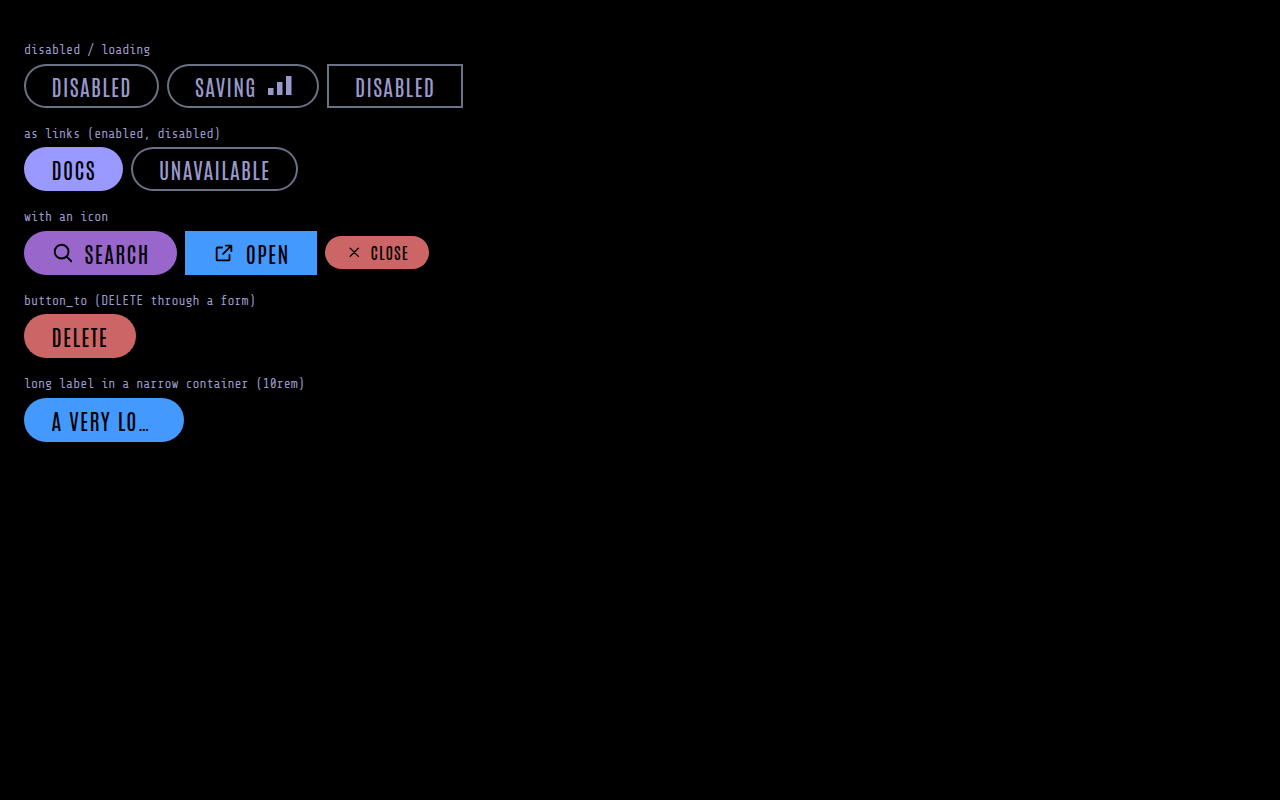 disabled / loading
DISABLED SAVING DISABLED
as links (enabled, disabled)
DOCS UNAVAILABLE
with an icon
SEARCH OPEN CLOSE
button_to (DELETE through a form)
DELETE
long label in a narrow container (10rem)
A VERY LO…